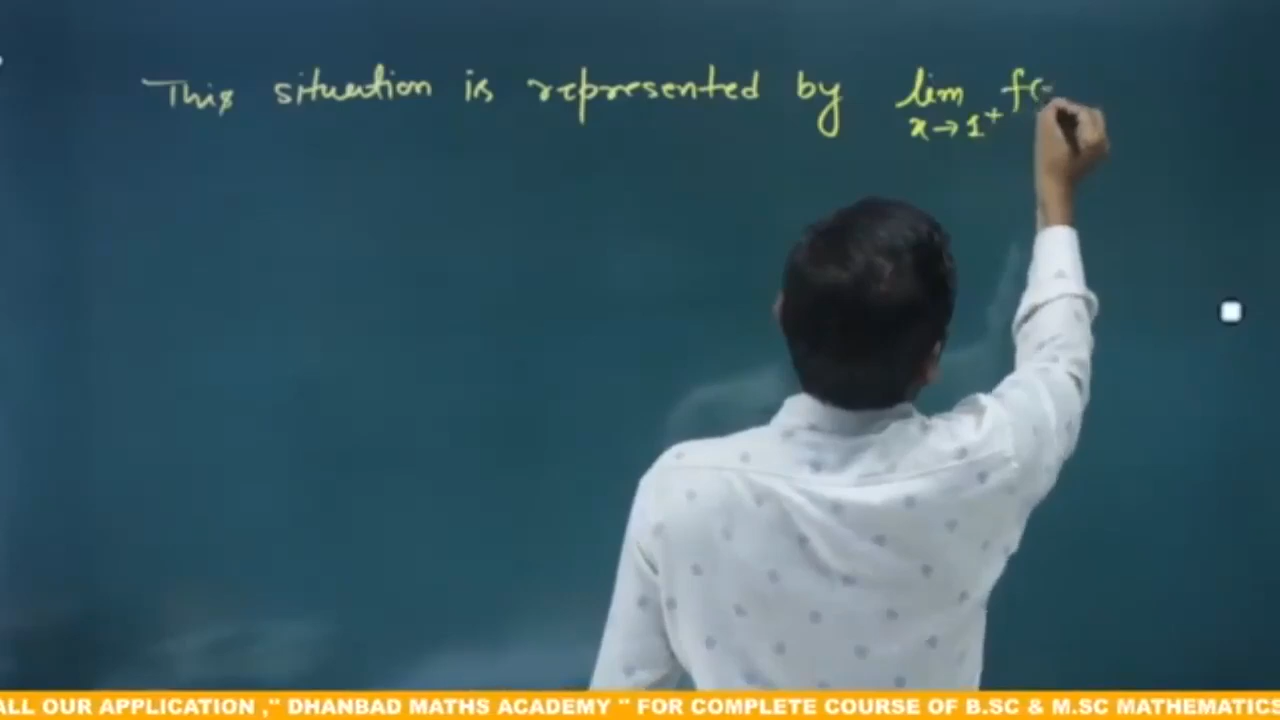 This situation is represented by lim f(
x→1⁺
ALL OUR APPLICATION ," DHANBAD MATHS ACADEMY " FOR COMPLETE COURSE OF B.SC & M.SC MATHEMATICS